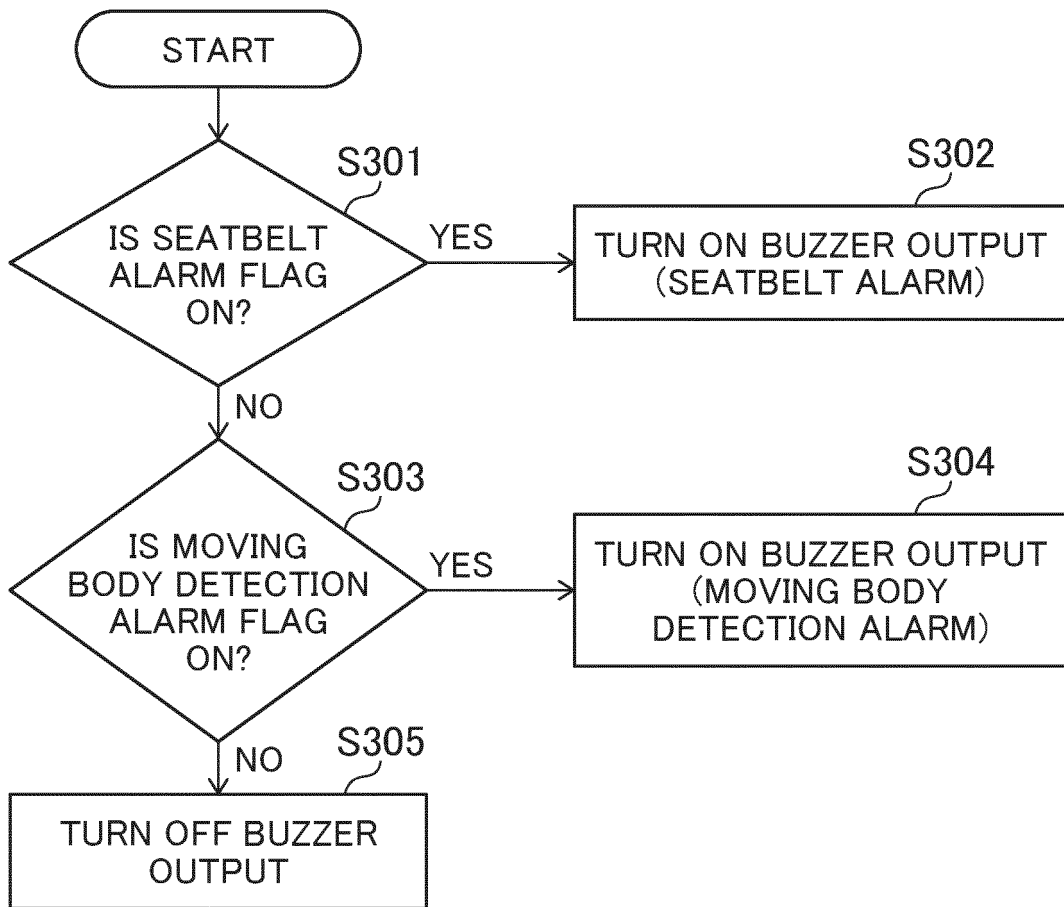 START
S301
IS SEATBELT
ALARM FLAG
ON?
YES
S302
TURN ON BUZZER OUTPUT
(SEATBELT ALARM)
NO
S303
IS MOVING
BODY DETECTION
ALARM FLAG
ON?
YES
S304
TURN ON BUZZER OUTPUT
(MOVING BODY
DETECTION ALARM)
NO
S305
TURN OFF BUZZER
OUTPUT